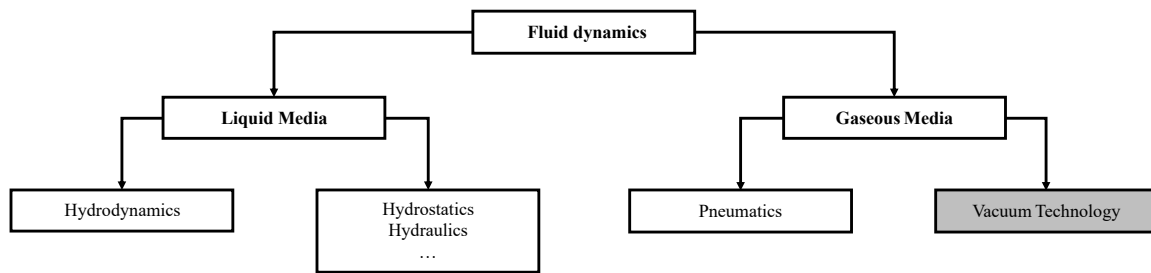 Fluid dynamics
Liquid Media
Gaseous Media
Hydrodynamics
Hydrostatics
Hydraulics
…
Pneumatics
Vacuum Technology